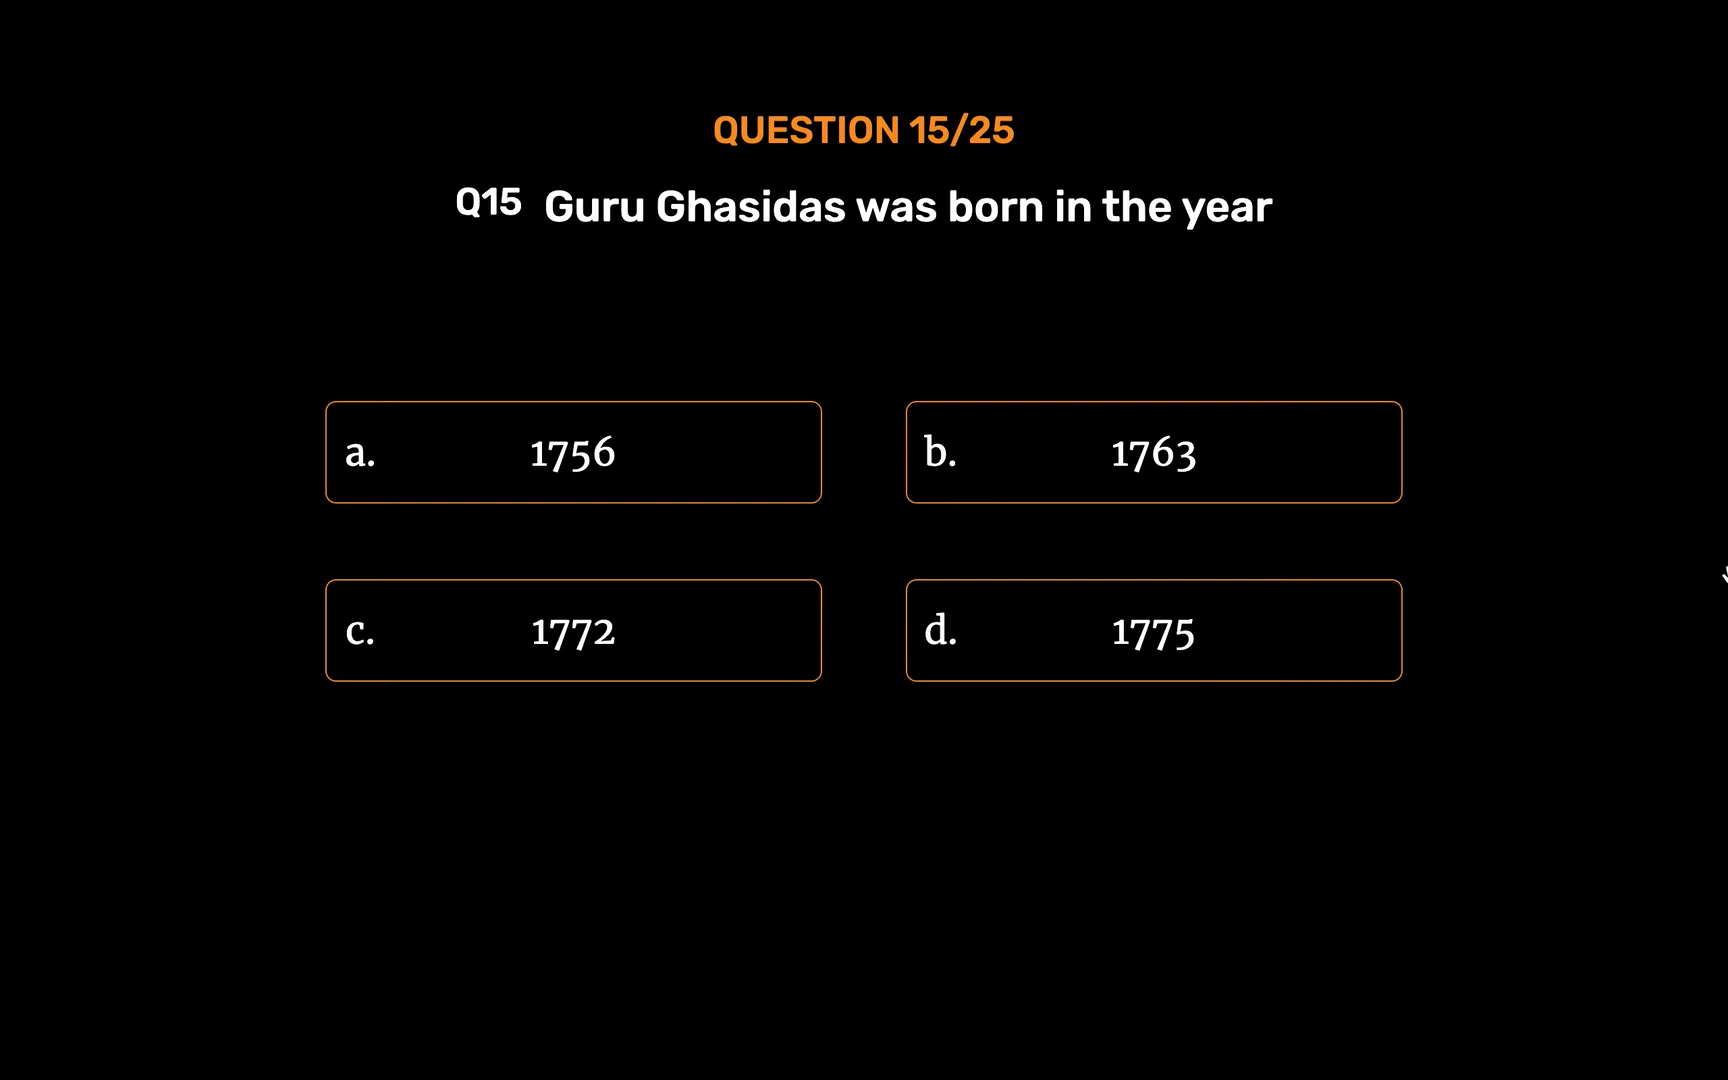 QUESTION 15/25
Q15 Guru Ghasidas was born in the year
a. 1756
b. 1763
c. 1772
d. 1775